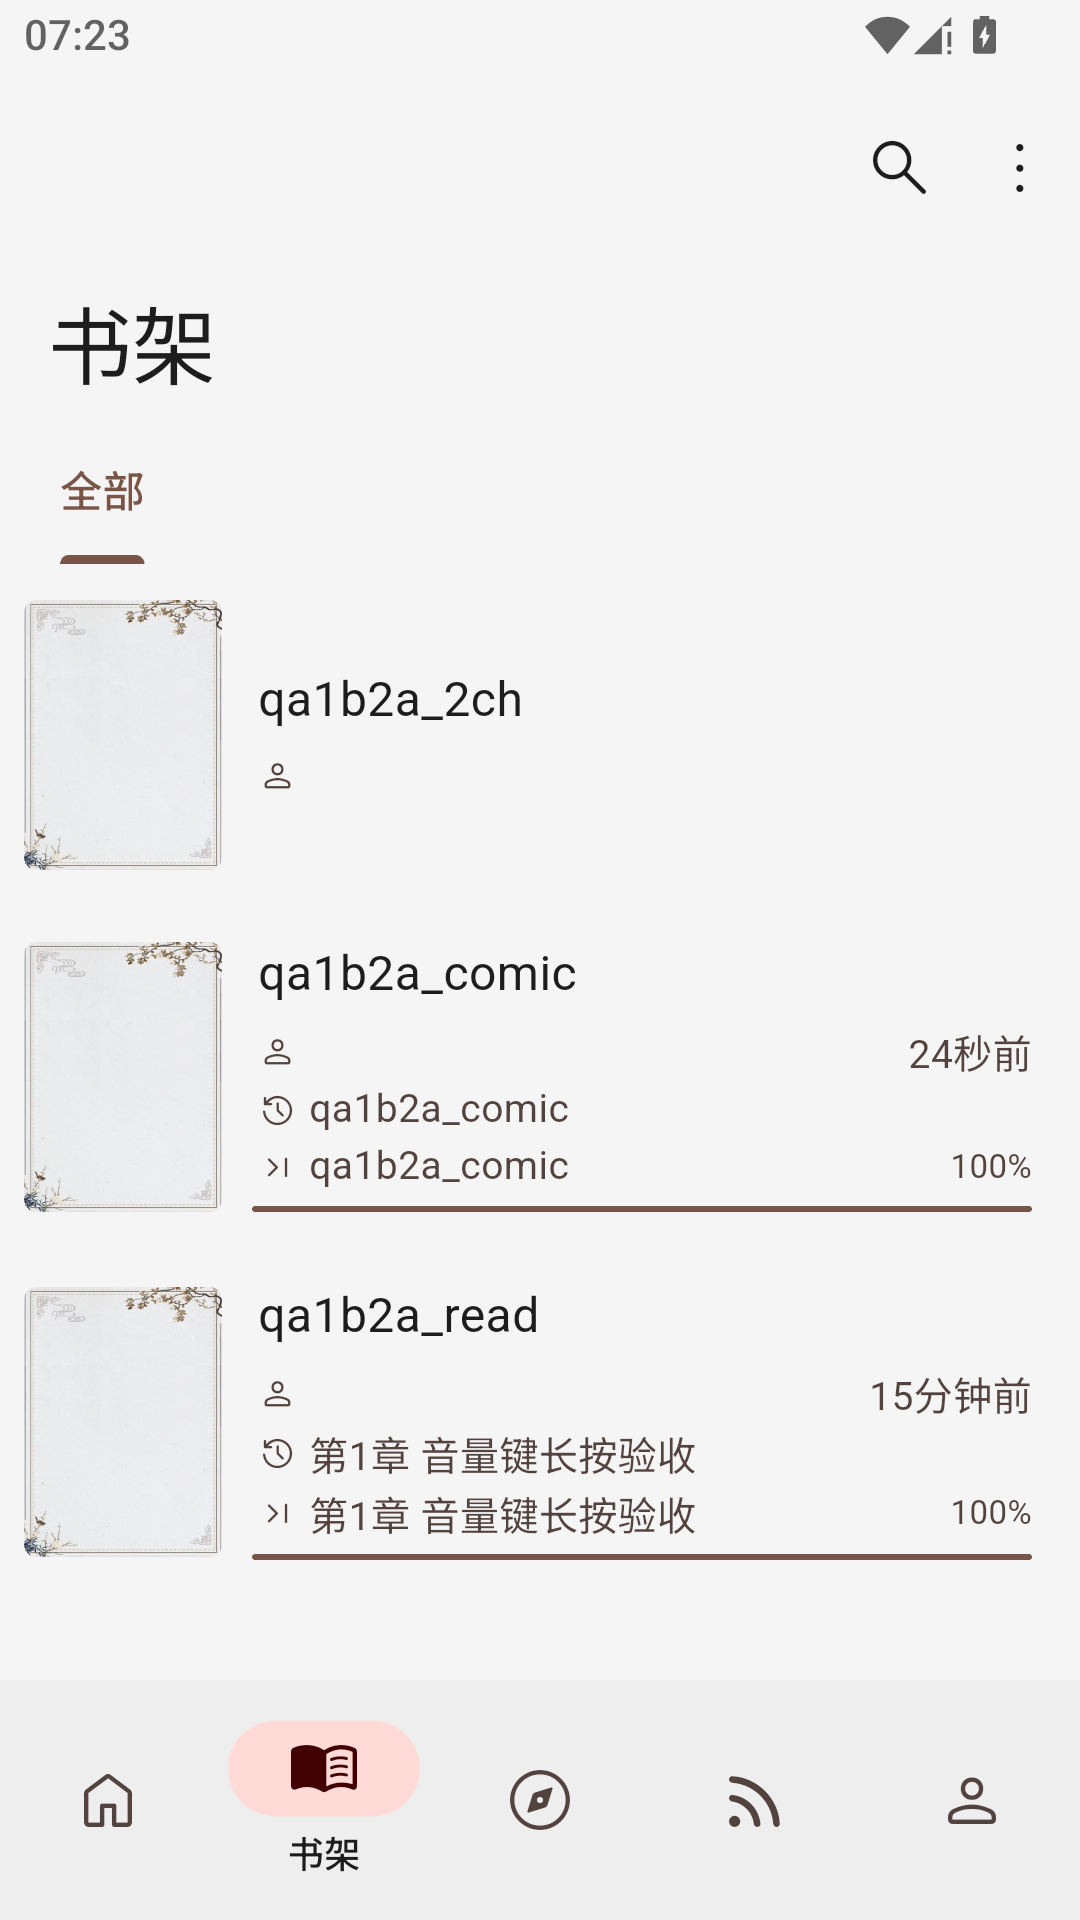 07:23
书架
全部
qa1b2a_2ch
qa1b2a_comic
24秒前
qa1b2a_comic
qa1b2a_comic
100%
qa1b2a_read
15分钟前
第1章 音量键长按验收
第1章 音量键长按验收
100%
书架